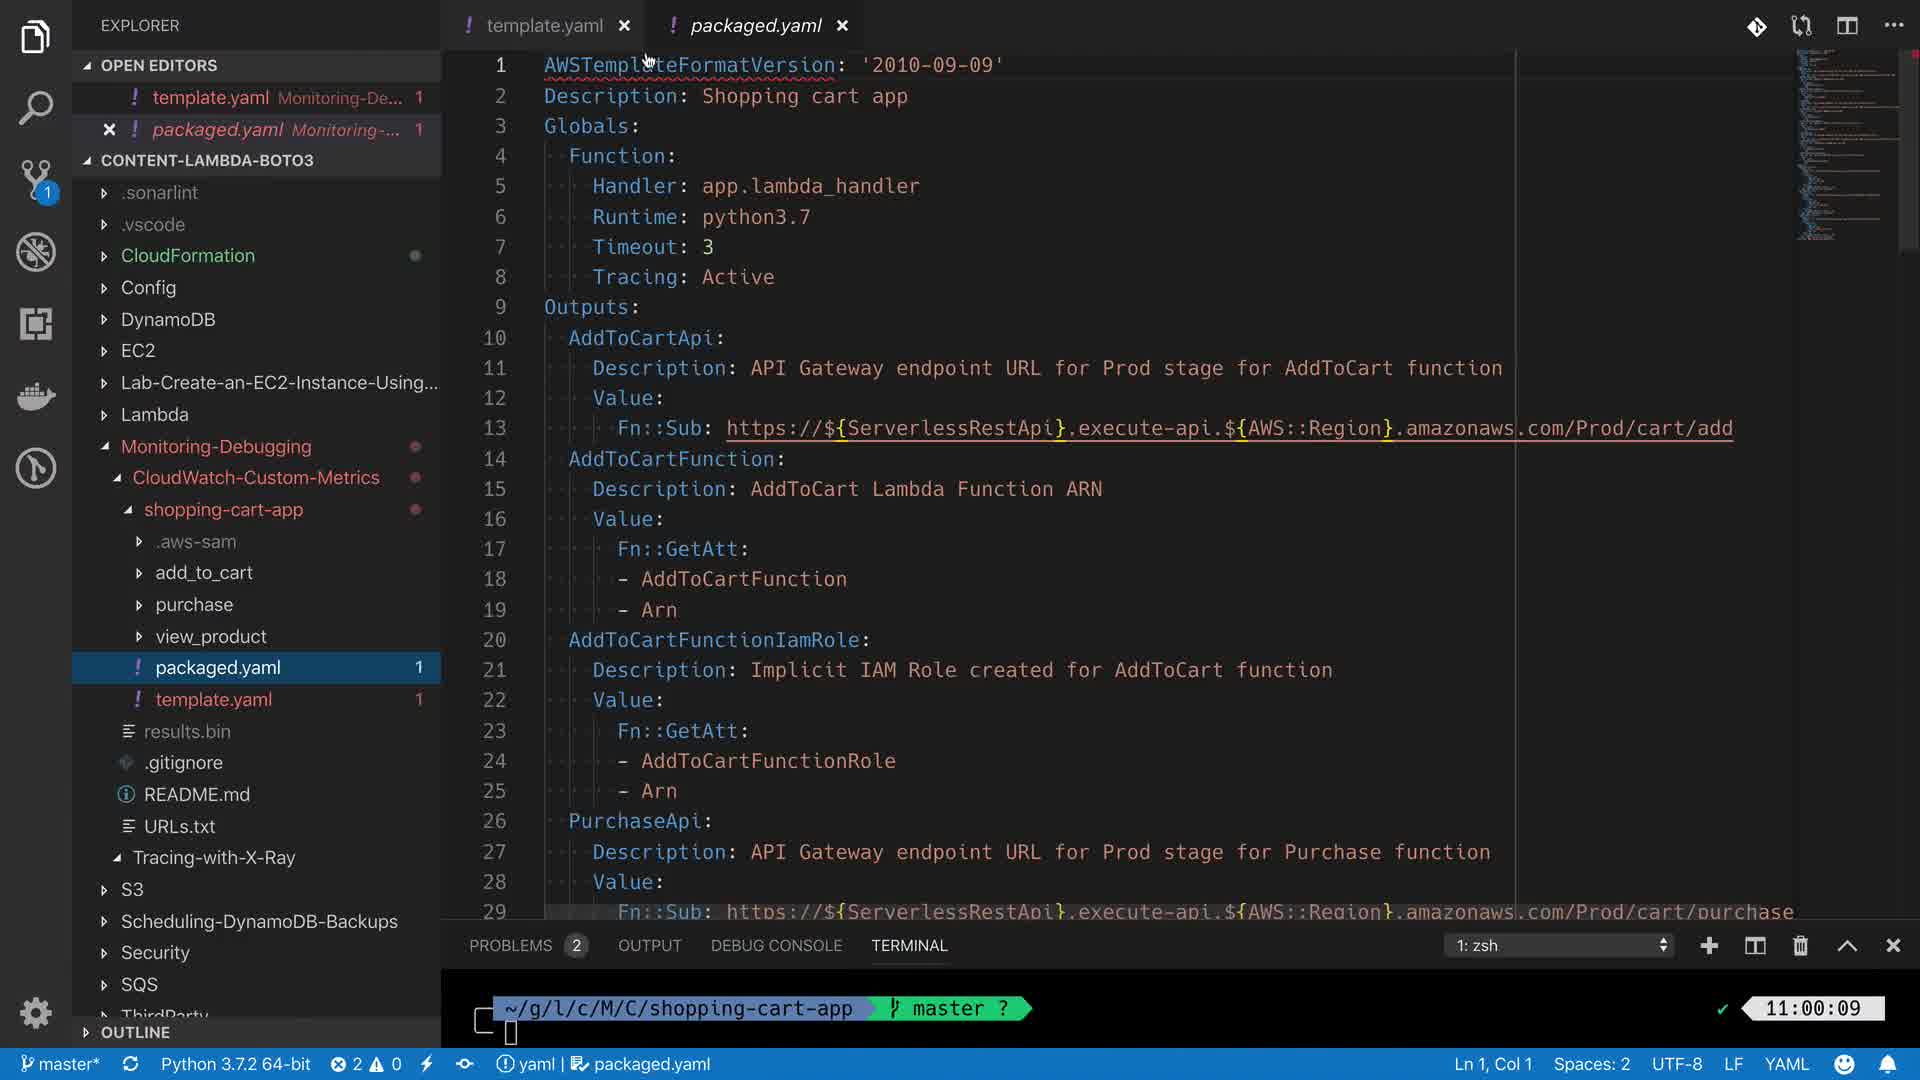 EXPLORER
OPEN EDITORS
! template.yaml Monitoring-De... 1
! packaged.yaml Monitoring-... 1
CONTENT-LAMBDA-BOTO3
.sonarlint
.vscode
CloudFormation
Config
DynamoDB
EC2
Lab-Create-an-EC2-Instance-Using...
Lambda
Monitoring-Debugging
CloudWatch-Custom-Metrics
shopping-cart-app
.aws-sam
add_to_cart
purchase
view_product
! packaged.yaml 1
! template.yaml 1
results.bin
.gitignore
README.md
URLs.txt
Tracing-with-X-Ray
S3
Scheduling-DynamoDB-Backups
Security
SQS
ThirdParty
OUTLINE
1
! template.yaml
! packaged.yaml
1 AWSTemplateFormatVersion: '2010-09-09'
2 Description: Shopping cart app
3 Globals:
4 Function:
5 Handler: app.lambda_handler
6 Runtime: python3.7
7 Timeout: 3
8 Tracing: Active
9 Outputs:
10 AddToCartApi:
11 Description: API Gateway endpoint URL for Prod stage for AddToCart function
12 Value:
13 Fn::Sub: https://${ServerlessRestApi}.execute-api.${AWS::Region}.amazonaws.com/Prod/cart/add
14 AddToCartFunction:
15 Description: AddToCart Lambda Function ARN
16 Value:
17 Fn::GetAtt:
18 - AddToCartFunction
19 - Arn
20 AddToCartFunctionIamRole:
21 Description: Implicit IAM Role created for AddToCart function
22 Value:
23 Fn::GetAtt:
24 - AddToCartFunctionRole
25 - Arn
26 PurchaseApi:
27 Description: API Gateway endpoint URL for Prod stage for Purchase function
28 Value:
29 Fn::Sub: https://${ServerlessRestApi}.execute-api.${AWS::Region}.amazonaws.com/Prod/cart/purchase
PROBLEMS 2 OUTPUT DEBUG CONSOLE TERMINAL 1: zsh
~/g/l/c/M/C/shopping-cart-app master ? ✓ 11:00:09
master* Python 3.7.2 64-bit 2 0 yaml | packaged.yaml Ln 1, Col 1 Spaces: 2 UTF-8 LF YAML